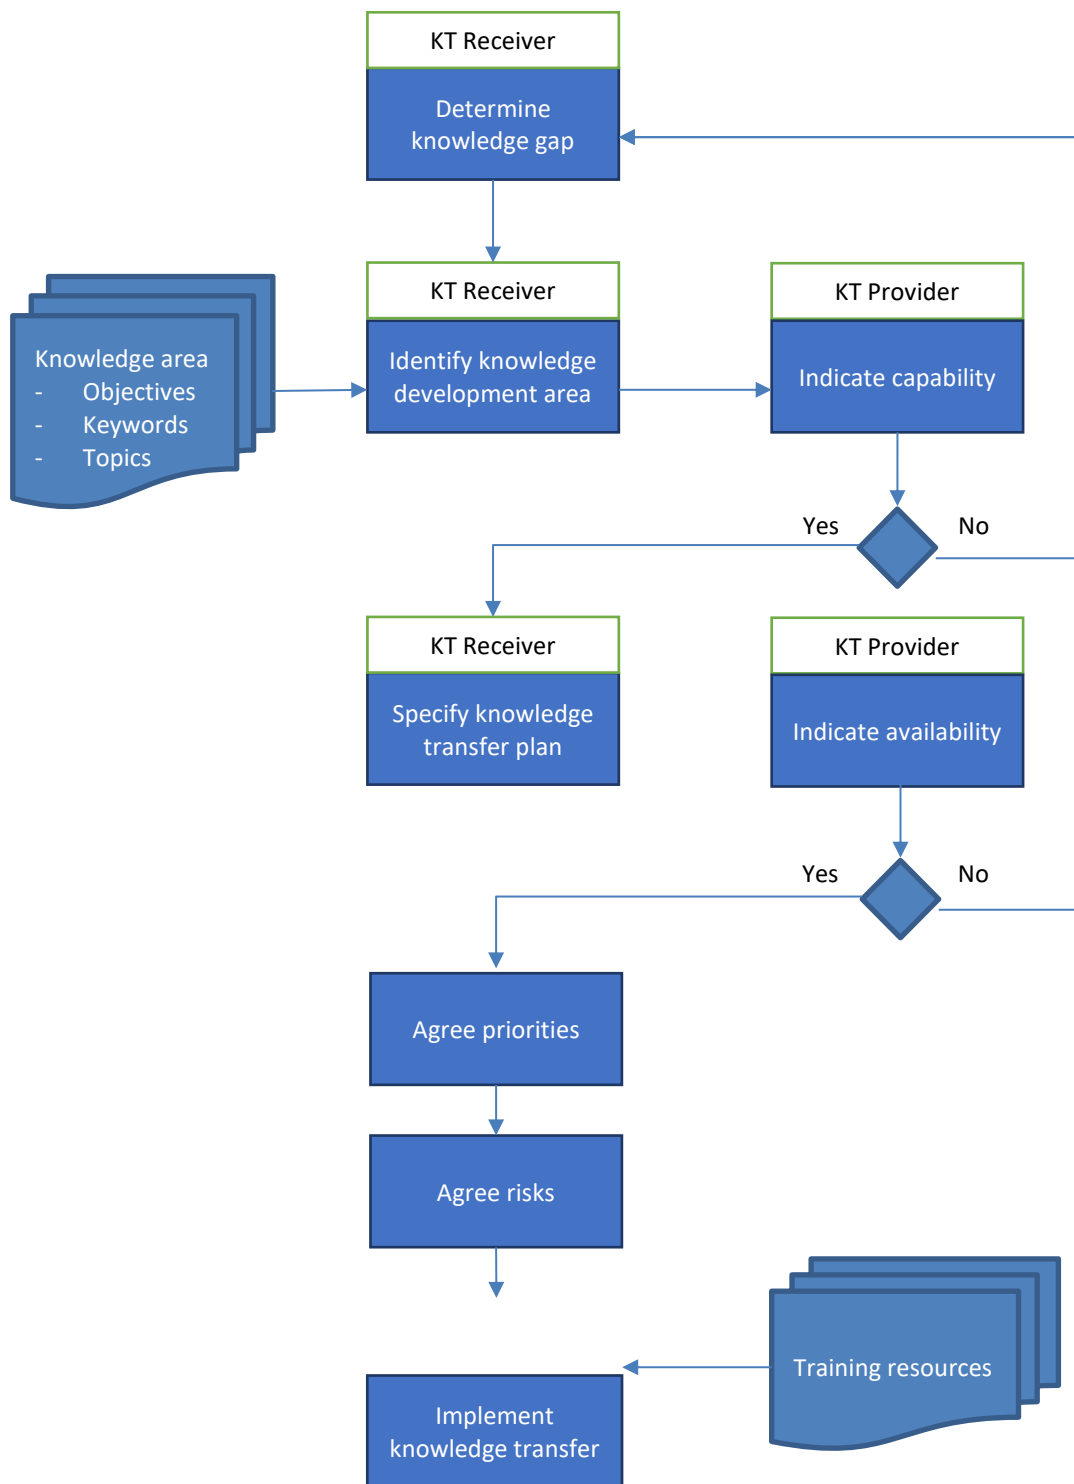 KT Receiver
Determine
knowledge gap
KT Receiver
KT Provider
Knowledge area
- Objectives
- Keywords
- Topics
Identify knowledge
development area
Indicate capability
Yes
No
KT Receiver
KT Provider
Specify knowledge
transfer plan
Indicate availability
Yes
No
Agree priorities
Agree risks
Training resources
Implement
knowledge transfer